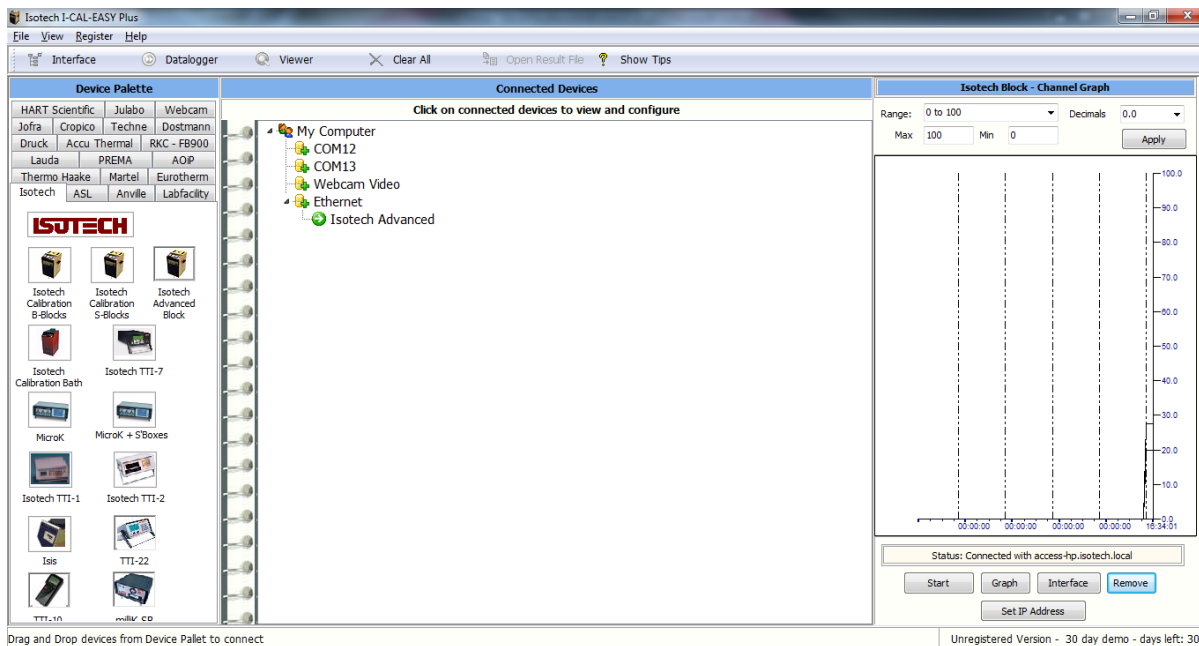 Isotech I-CAL-EASY Plus
File View Register Help
Interface Datalogger Viewer Clear All Open Result File ? Show Tips
Device Palette
HART Scientific Julabo Webcam
Jofra Cropico Techne Dostmann
Druck Accu Thermal RKC - FB900
Lauda PREMA AOiP
Thermo Haake Martel Eurotherm
Isotech ASL Anville Labfacility
ISOTECH
Isotech Calibration B-Blocks
Isotech Calibration S-Blocks
Isotech Advanced Block
Isotech Calibration Bath
Isotech TTI-7
MicroK
MicroK + S'Boxes
Isotech TTI-1
Isotech TTI-2
Isis
TTI-22
TTI-10
milliK SB
Connected Devices
Click on connected devices to view and configure
My Computer
COM12
COM13
Webcam Video
Ethernet
Isotech Advanced
Isotech Block - Channel Graph
Range: 0 to 100 Decimals 0.0
Max 100 Min 0 Apply
100.0
90.0
80.0
70.0
60.0
50.0
40.0
30.0
20.0
10.0
0.0
00:00:00 00:00:00 00:00:00 00:00:00 16:34:01
Status: Connected with access-hp.isotech.local
Start Graph Interface Remove
Set IP Address
Drag and Drop devices from Device Pallet to connect
Unregistered Version - 30 day demo - days left: 30